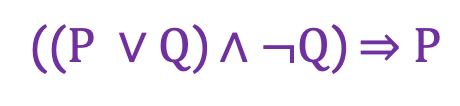 ((P ∨ Q) ∧ ¬Q) ⇒ P